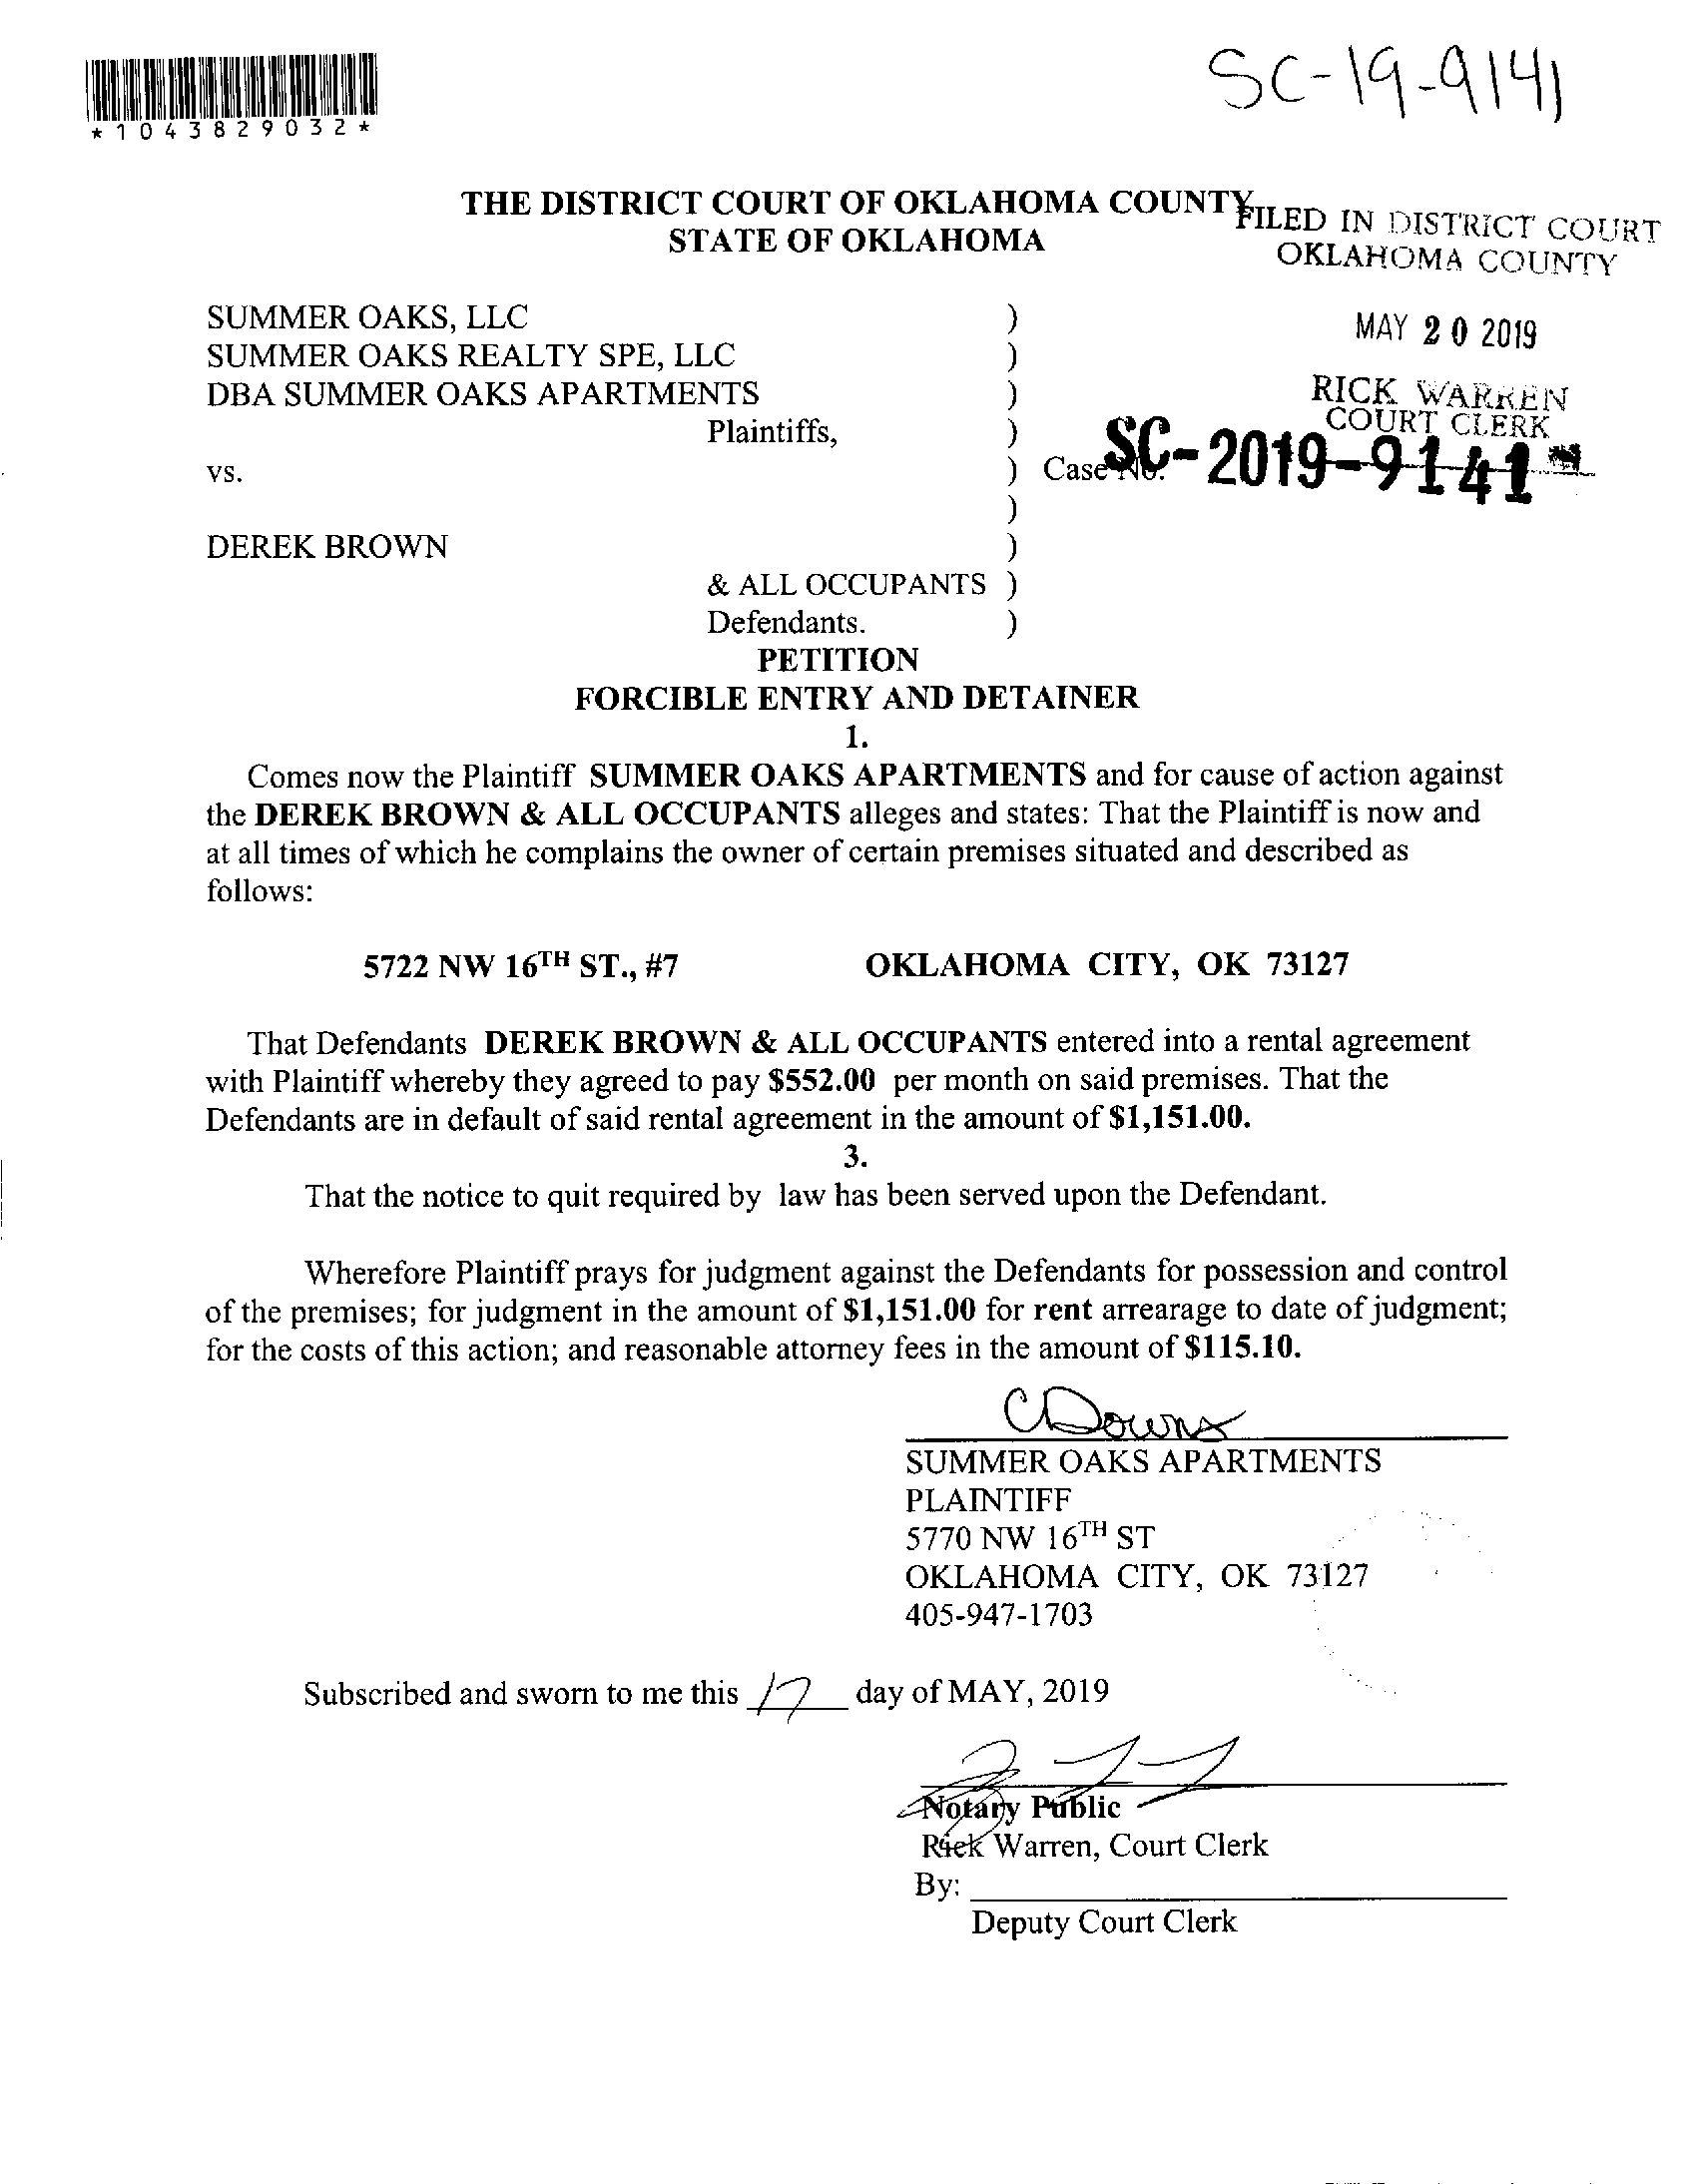 SC-19-9141
*1043829032*
THE DISTRICT COURT OF OKLAHOMA COUNTY
STATE OF OKLAHOMA
FILED IN DISTRICT COURT
OKLAHOMA COUNTY
MAY 20 2019
RICK WARREN
COURT CLERK
SUMMER OAKS, LLC )
SUMMER OAKS REALTY SPE, LLC )
DBA SUMMER OAKS APARTMENTS )
Plaintiffs, )
vs. ) Case No. SC-2019-9141
)
DEREK BROWN )
& ALL OCCUPANTS )
Defendants. )
PETITION
FORCIBLE ENTRY AND DETAINER
1.
Comes now the Plaintiff SUMMER OAKS APARTMENTS and for cause of action against
the DEREK BROWN & ALL OCCUPANTS alleges and states: That the Plaintiff is now and
at all times of which he complains the owner of certain premises situated and described as
follows:
5722 NW 16TH ST., #7 OKLAHOMA CITY, OK 73127
That Defendants DEREK BROWN & ALL OCCUPANTS entered into a rental agreement
with Plaintiff whereby they agreed to pay $552.00 per month on said premises. That the
Defendants are in default of said rental agreement in the amount of $1,151.00.
3.
That the notice to quit required by law has been served upon the Defendant.
Wherefore Plaintiff prays for judgment against the Defendants for possession and control
of the premises; for judgment in the amount of $1,151.00 for rent arrearage to date of judgment;
for the costs of this action; and reasonable attorney fees in the amount of $115.10.
CDowns
SUMMER OAKS APARTMENTS
PLAINTIFF
5770 NW 16TH ST
OKLAHOMA CITY, OK 73127
405-947-1703
Subscribed and sworn to me this 17 day of MAY, 2019
Notary Public
Rick Warren, Court Clerk
By:
Deputy Court Clerk